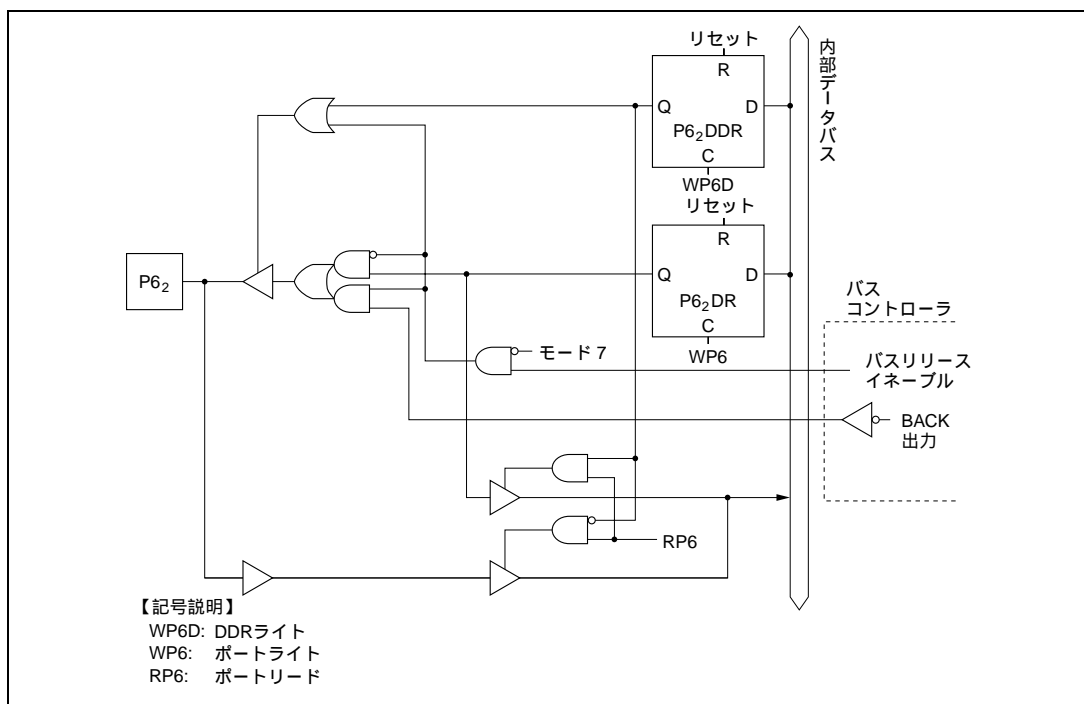 リセット
R
Q
D
P6₂DDR
C
WP6D
リセット
R
Q
D
P6₂DR
C
WP6
内部データバス
P6₂
バス
コントローラ
モード7
バスリリース
イネーブル
BACK
出力
RP6
【記号説明】
WP6D: DDRライト
WP6: ポートライト
RP6: ポートリード